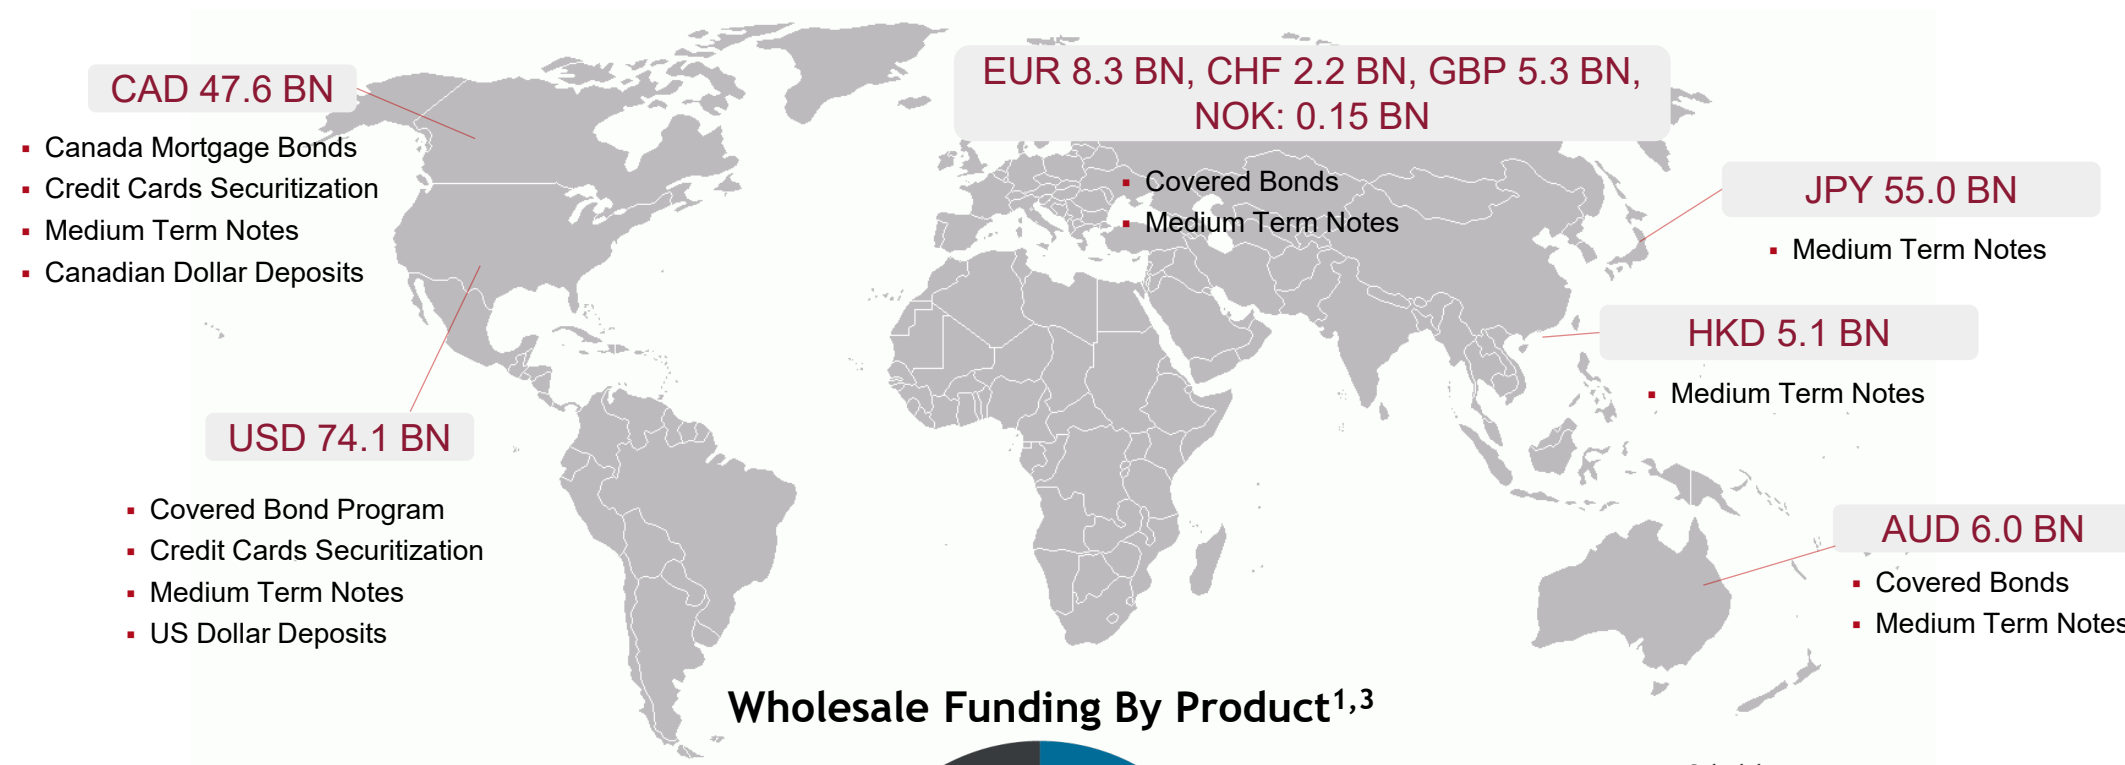 CAD 47.6 BN
▪ Canada Mortgage Bonds
▪ Credit Cards Securitization
▪ Medium Term Notes
▪ Canadian Dollar Deposits
USD 74.1 BN
▪ Covered Bond Program
▪ Credit Cards Securitization
▪ Medium Term Notes
▪ US Dollar Deposits
EUR 8.3 BN, CHF 2.2 BN, GBP 5.3 BN,
NOK: 0.15 BN
▪ Covered Bonds
▪ Medium Term Notes
JPY 55.0 BN
▪ Medium Term Notes
HKD 5.1 BN
▪ Medium Term Notes
AUD 6.0 BN
▪ Covered Bonds
▪ Medium Term Notes
Wholesale Funding By Product1,3